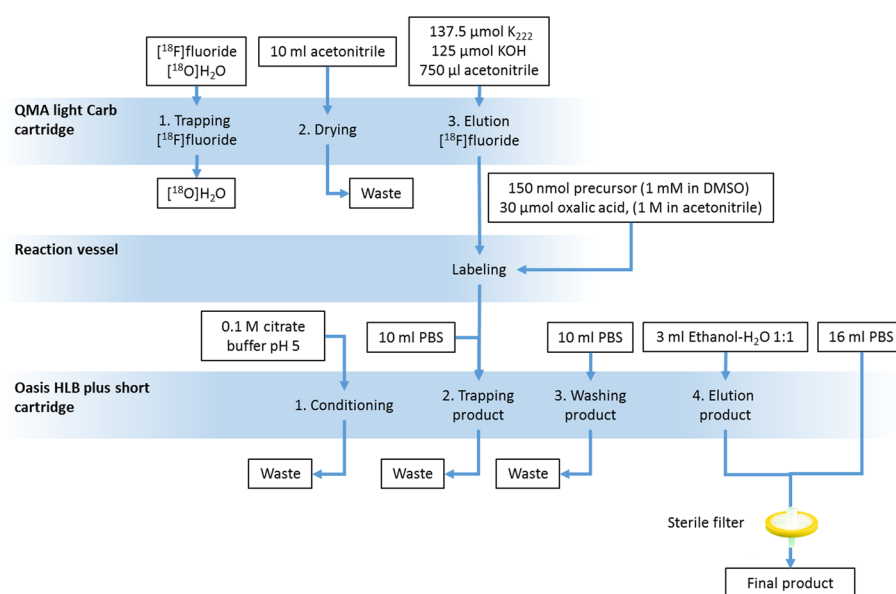 [¹⁸F]fluoride
[¹⁸O]H₂O
10 ml acetonitrile
137.5 µmol K₂₂₂
125 µmol KOH
750 µl acetonitrile
QMA light Carb
cartridge
1. Trapping
[¹⁸F]fluoride
2. Drying
3. Elution
[¹⁸F]fluoride
[¹⁸O]H₂O
Waste
150 nmol precursor (1 mM in DMSO)
30 µmol oxalic acid, (1 M in acetonitrile)
Reaction vessel
Labeling
0.1 M citrate
buffer pH 5
10 ml PBS
10 ml PBS
3 ml Ethanol-H₂O 1:1
16 ml PBS
Oasis HLB plus short
cartridge
1. Conditioning
2. Trapping
product
3. Washing
product
4. Elution
product
Waste
Waste
Waste
Sterile filter
Final product